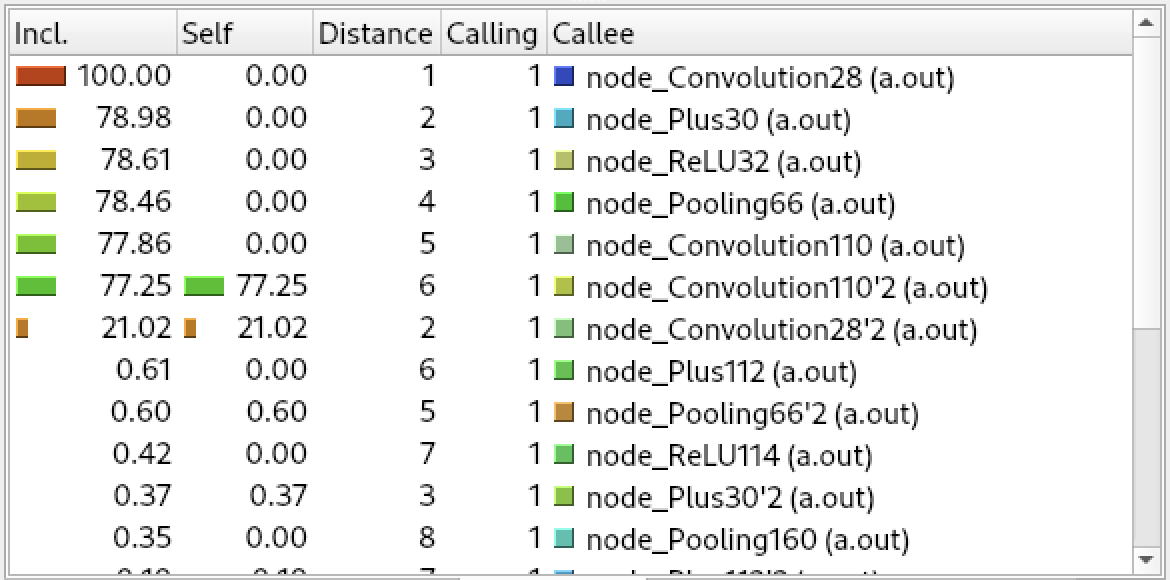 Incl. Self Distance Calling Callee
100.00 0.00 1 1 node_Convolution28 (a.out)
78.98 0.00 2 1 node_Plus30 (a.out)
78.61 0.00 3 1 node_ReLU32 (a.out)
78.46 0.00 4 1 node_Pooling66 (a.out)
77.86 0.00 5 1 node_Convolution110 (a.out)
77.25 77.25 6 1 node_Convolution110'2 (a.out)
21.02 21.02 2 1 node_Convolution28'2 (a.out)
0.61 0.00 6 1 node_Plus112 (a.out)
0.60 0.60 5 1 node_Pooling66'2 (a.out)
0.42 0.00 7 1 node_ReLU114 (a.out)
0.37 0.37 3 1 node_Plus30'2 (a.out)
0.35 0.00 8 1 node_Pooling160 (a.out)